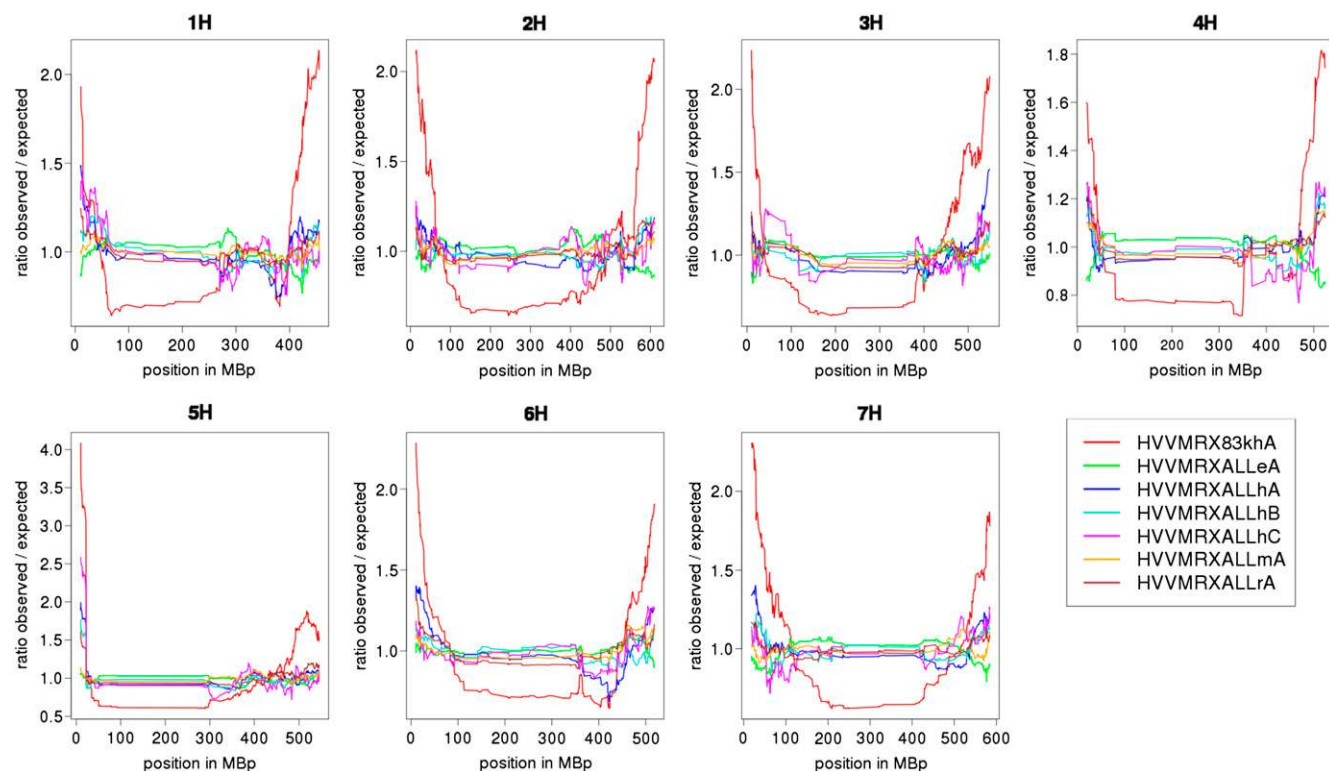 1H
2H
3H
4H
ratio observed / expected
2.0
1.5
1.0
0 100 200 300 400
position in MBp
ratio observed / expected
2.0
1.5
1.0
0 100 200 300 400 500 600
position in MBp
ratio observed / expected
2.0
1.5
1.0
0 100 200 300 400 500
position in MBp
ratio observed / expected
1.8
1.6
1.4
1.2
1.0
0.8
0 100 200 300 400 500
position in MBp
5H
6H
7H
ratio observed / expected
4.0
3.5
3.0
2.5
2.0
1.5
1.0
0.5
0 100 200 300 400 500
position in MBp
ratio observed / expected
2.0
1.5
1.0
0 100 200 300 400 500
position in MBp
ratio observed / expected
2.0
1.5
1.0
0 100 200 300 400 500 600
position in MBp
HVVMRX83khA
HVVMRXALLeA
HVVMRXALLhA
HVVMRXALLhB
HVVMRXALLhC
HVVMRXALLmA
HVVMRXALLrA